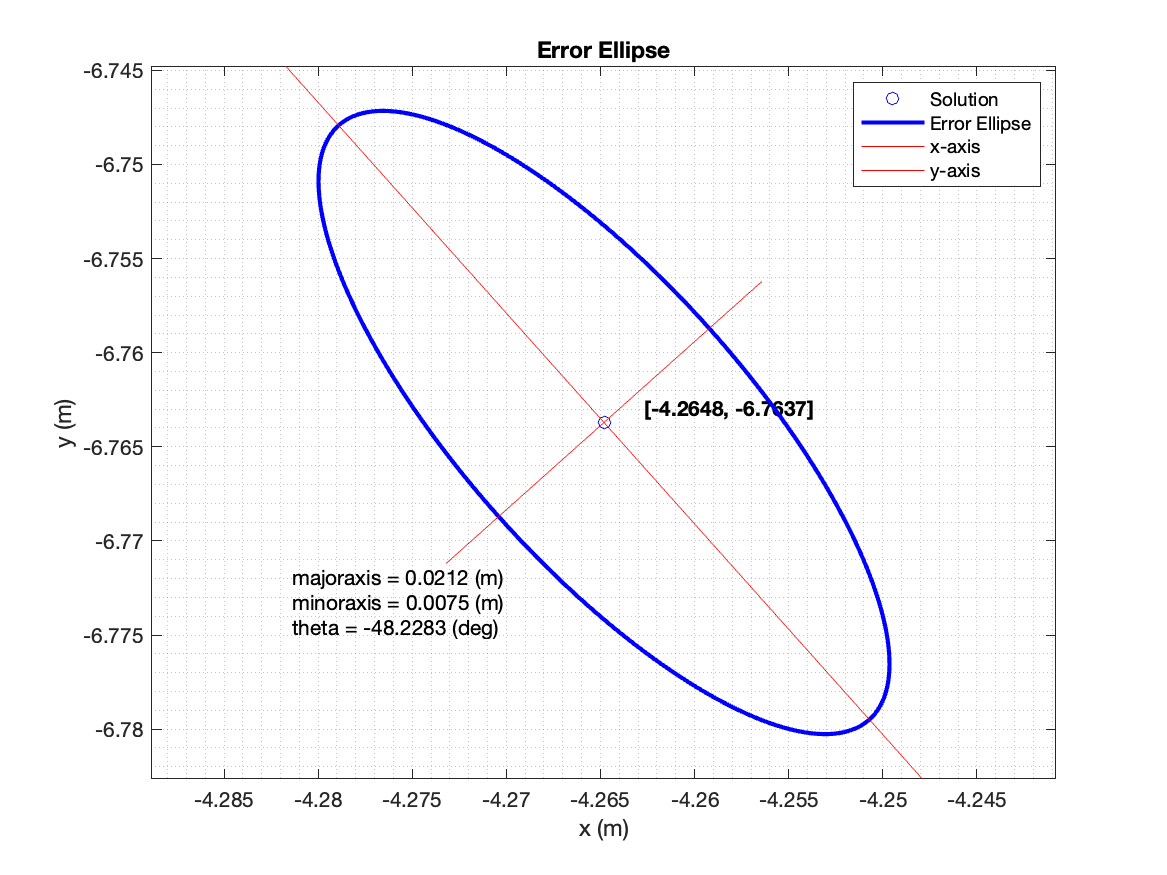 Error Ellipse
-6.745
-6.75
-6.755
-6.76
-6.765
-6.77
-6.775
-6.78
y (m)
Solution
Error Ellipse
x-axis
y-axis
[-4.2648, -6.7637]
majoraxis = 0.0212 (m)
minoraxis = 0.0075 (m)
theta = -48.2283 (deg)
-4.285 -4.28 -4.275 -4.27 -4.265 -4.26 -4.255 -4.25 -4.245
x (m)